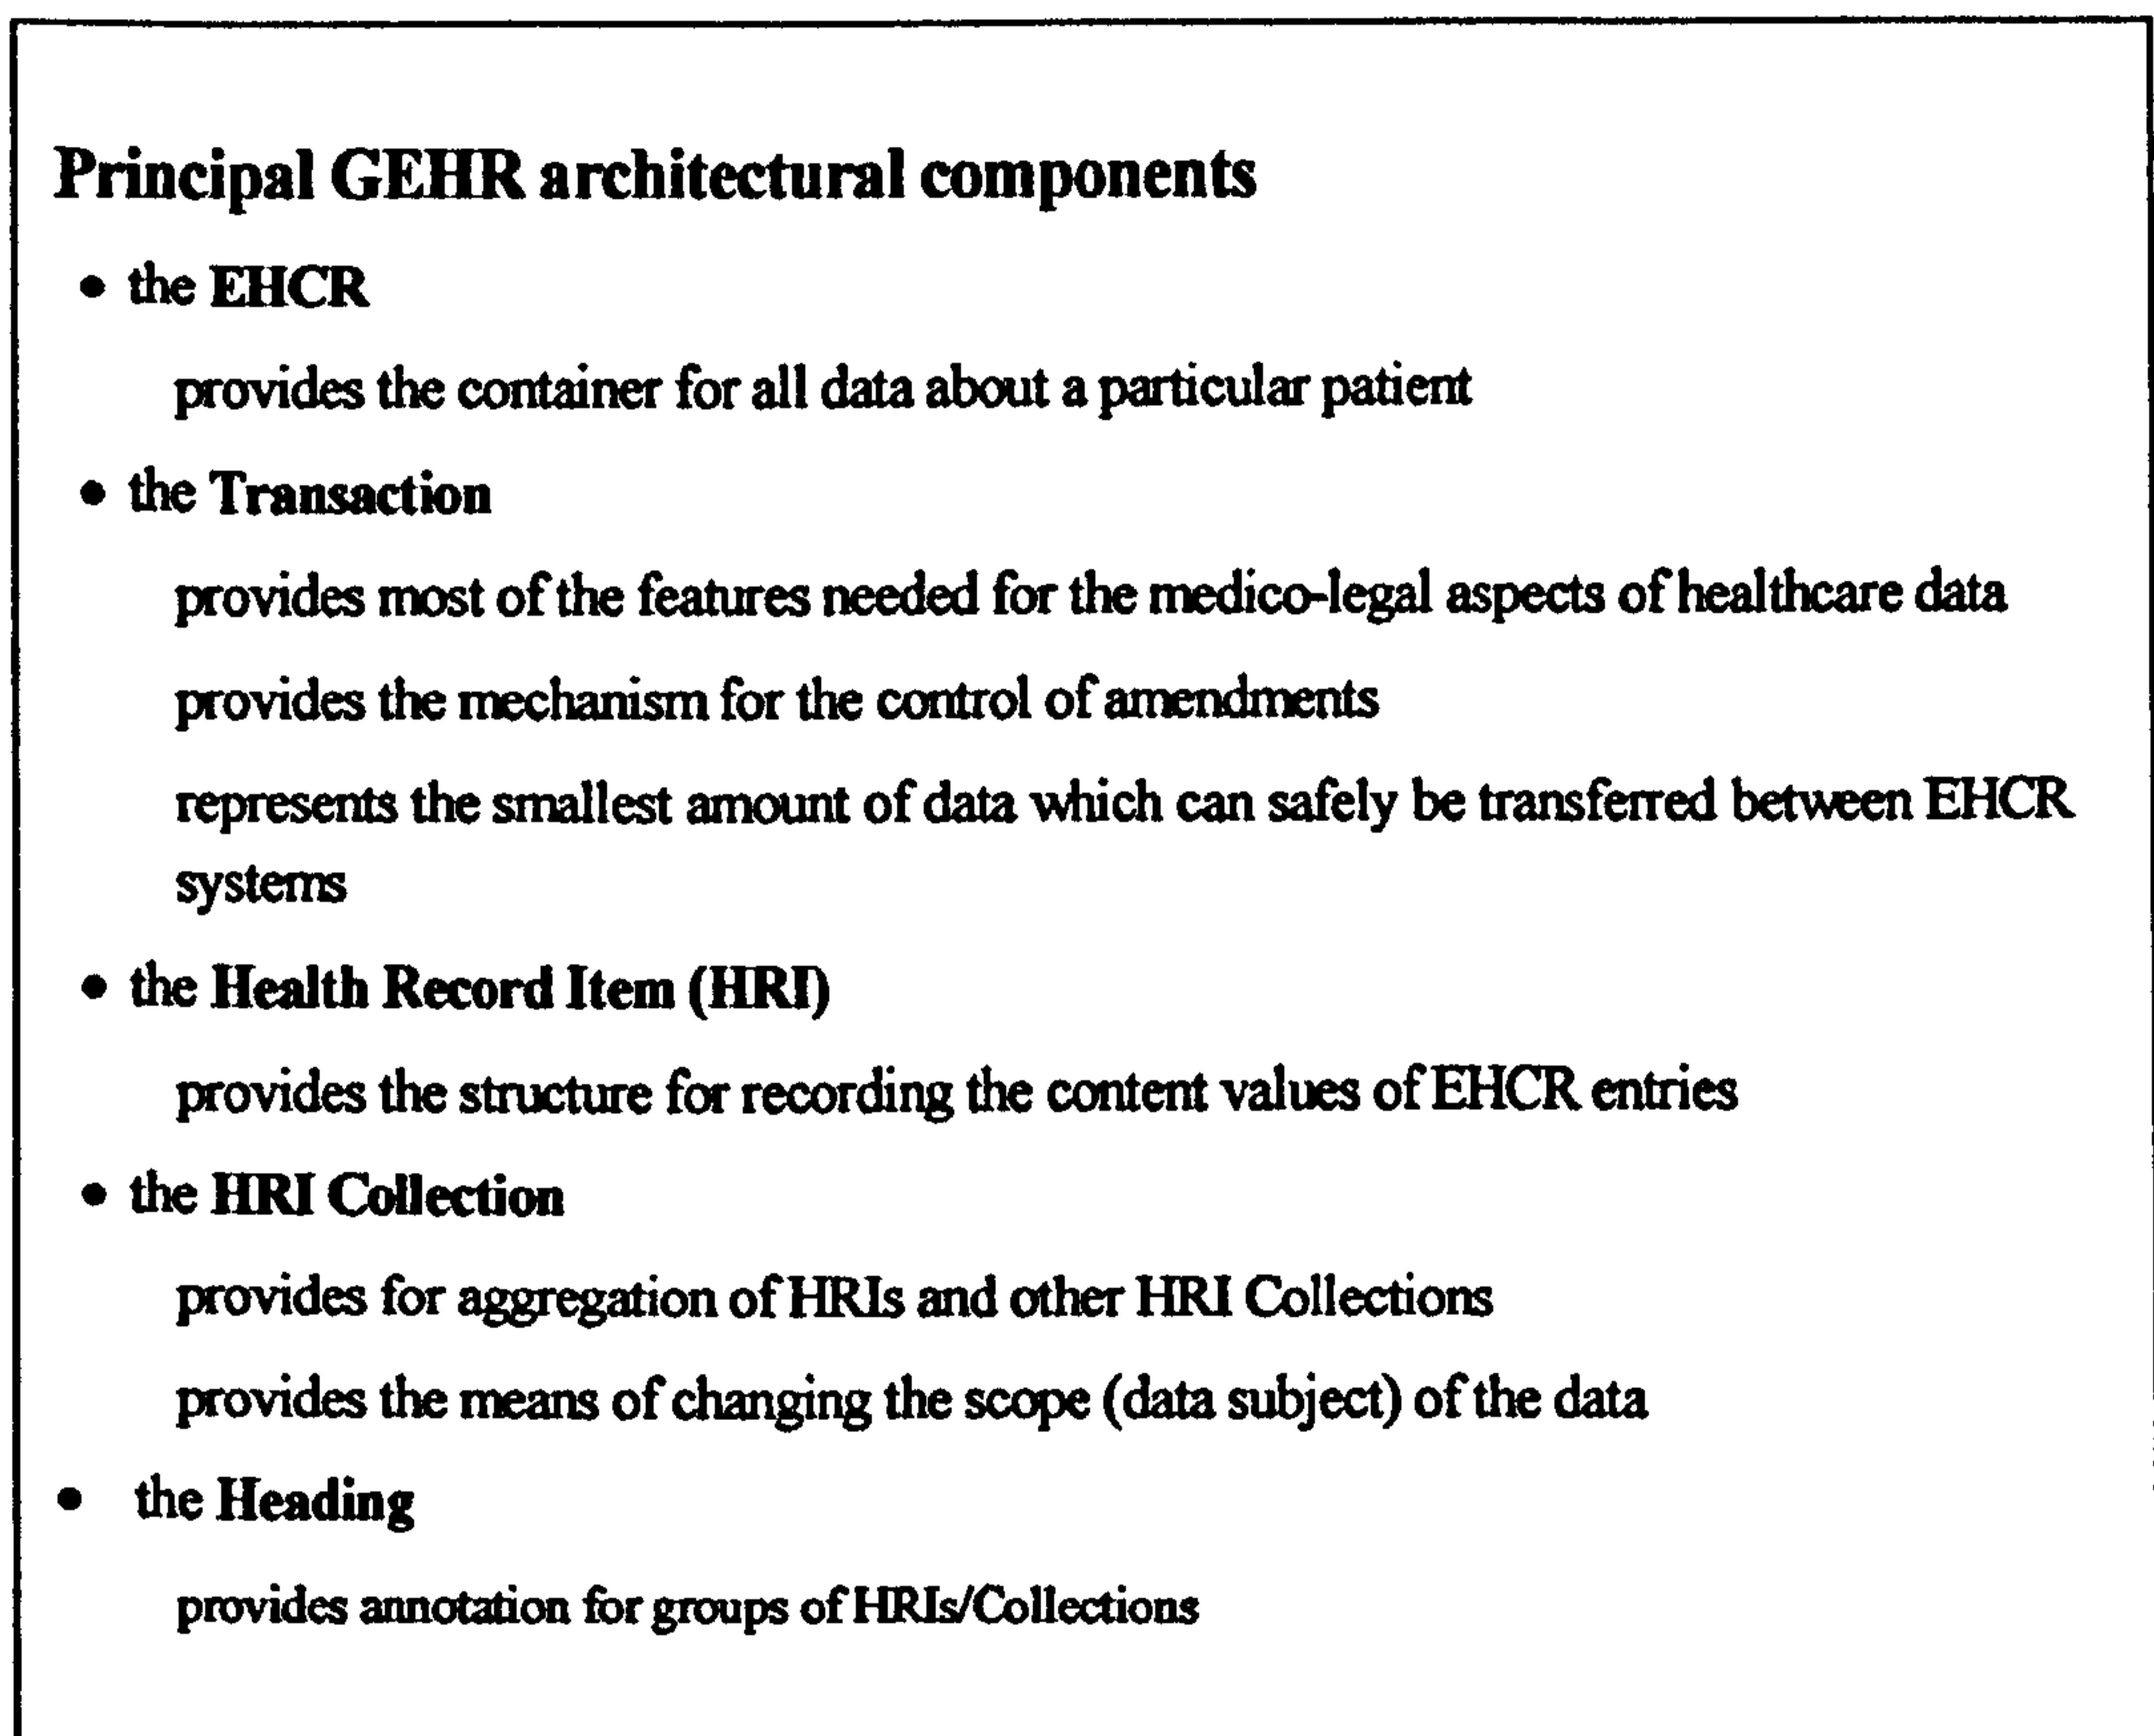 Principal GEHR architectural components
• the EHCR
provides the container for all data about a particular patient
• the Transaction
provides most of the features needed for the medico-legal aspects of healthcare data
provides the mechanism for the control of amendments
represents the smallest amount of data which can safely be transferred between EHCR
systems
• the Health Record Item (HRI)
provides the structure for recording the content values of EHCR entries
• the HRI Collection
provides for aggregation of HRIs and other HRI Collections
provides the means of changing the scope (data subject) of the data
• the Heading
provides annotation for groups of HRIs/Collections